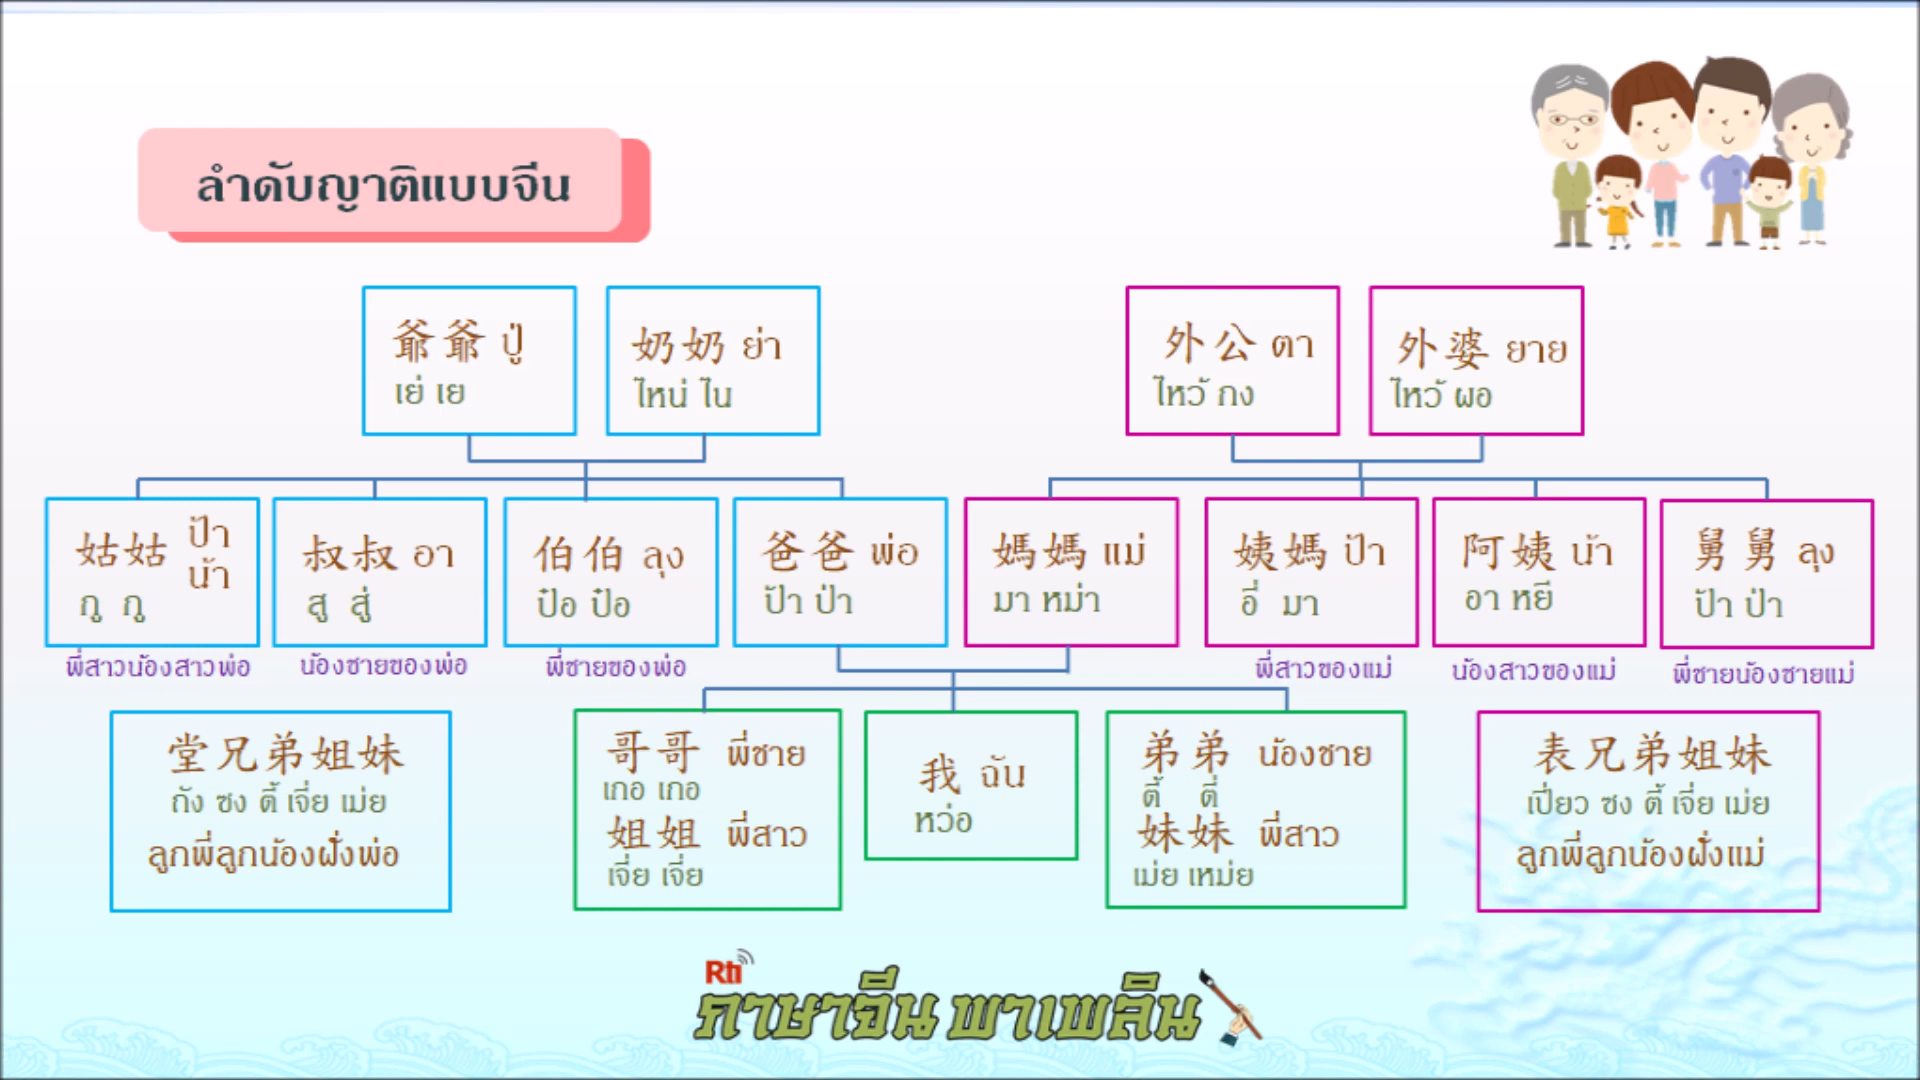 ลำดับญาติแบบจีน
爺爺 ปู่
เย่ เย
奶奶 ย่า
ไหน่ ไน
外公 ตา
ไหว้ กง
外婆 ยาย
ไหว้ ผอ
姑姑 ป้า
น้า
กู กู
叔叔 อา
สู สู่
伯伯 ลุง
ป๋อ ป๋อ
爸爸 พ่อ
ป้า ป่า
媽媽 แม่
มา หม่า
姨媽 ป้า
อี๋ มา
阿姨 น้า
อา หยี
舅舅 ลุง
ป้า ป่า
พี่สาวน้องสาวพ่อ
น้องชายของพ่อ
พี่ชายของพ่อ
พี่สาวของแม่
น้องสาวของแม่
พี่ชายน้องชายแม่
堂兄弟姐妹
ถัง ซง ตี้ เจี่ย เม่ย
ลูกพี่ลูกน้องฝั่งพ่อ
哥哥 พี่ชาย
เกอ เกอ
姐姐 พี่สาว
เจี่ย เจี่ย
我 ฉัน
หว่อ
弟弟 น้องชาย
ตี้ ตี่
妹妹 พี่สาว
เม่ย เหม่ย
表兄弟姐妹
เปี่ยว ซง ตี้ เจี่ย เม่ย
ลูกพี่ลูกน้องฝั่งแม่
Rti
ภาษาจีน พาเพลิน